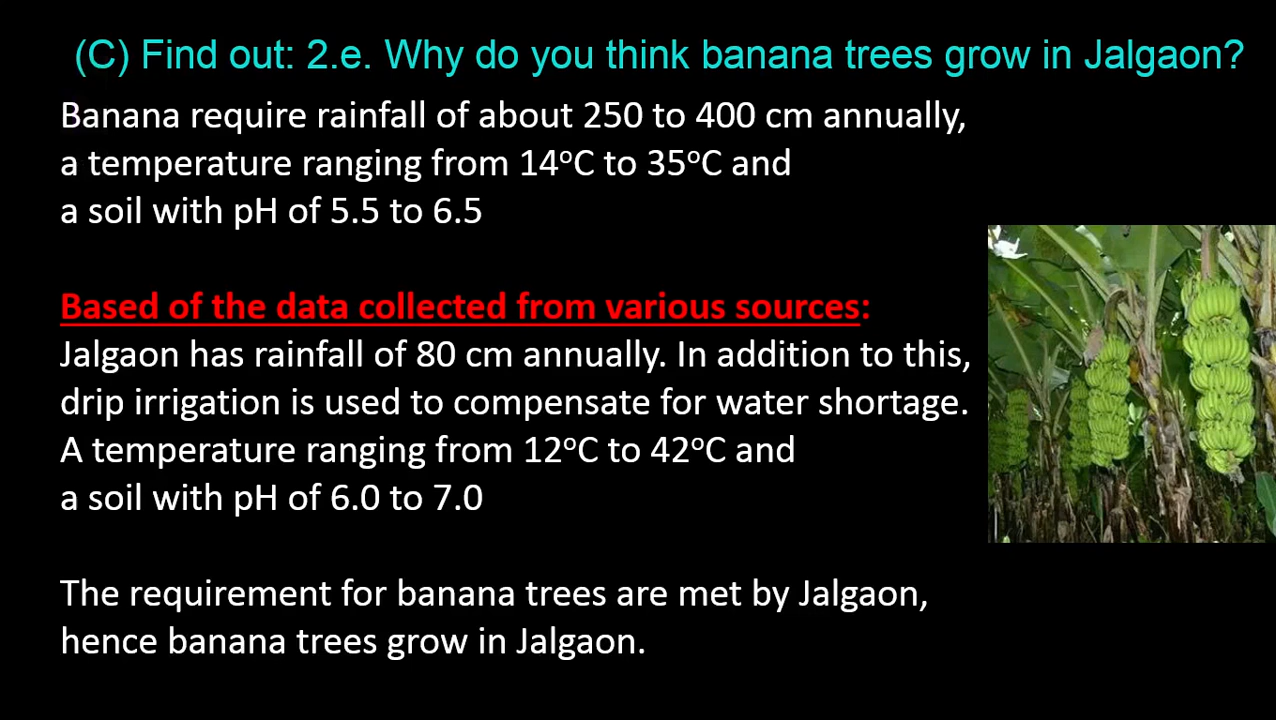 (C) Find out: 2.e. Why do you think banana trees grow in Jalgaon?
Banana require rainfall of about 250 to 400 cm annually,
a temperature ranging from 14°C to 35°C and
a soil with pH of 5.5 to 6.5
Based of the data collected from various sources:
Jalgaon has rainfall of 80 cm annually. In addition to this,
drip irrigation is used to compensate for water shortage.
A temperature ranging from 12°C to 42°C and
a soil with pH of 6.0 to 7.0
The requirement for banana trees are met by Jalgaon,
hence banana trees grow in Jalgaon.